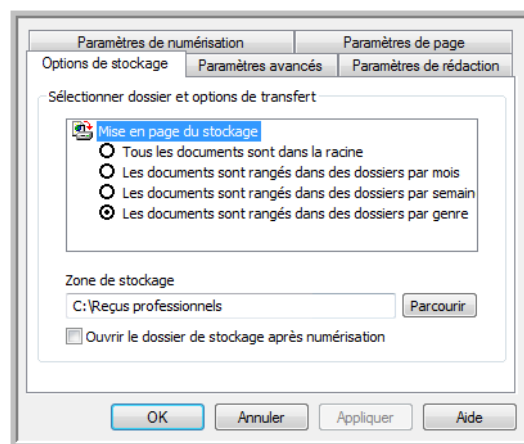 Paramètres de numérisation
Paramètres de page
Options de stockage
Paramètres avancés
Paramètres de rédaction
Sélectionner dossier et options de transfert
Mise en page du stockage
Tous les documents sont dans la racine
Les documents sont rangés dans des dossiers par mois
Les documents sont rangés dans des dossiers par semain
Les documents sont rangés dans des dossiers par genre
Zone de stockage
C:\Reçus professionnels
Parcourir
Ouvrir le dossier de stockage après numérisation
OK
Annuler
Appliquer
Aide